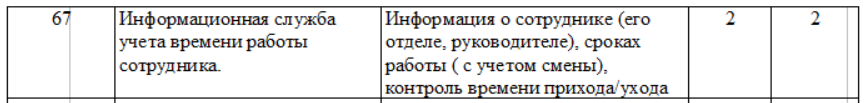 67
Информационная служба
учета времени работы
сотрудника.
Информация о сотруднике (его
отделе, руководителе), сроках
работы ( с учетом смены),
контроль времени прихода/ухода
2
2